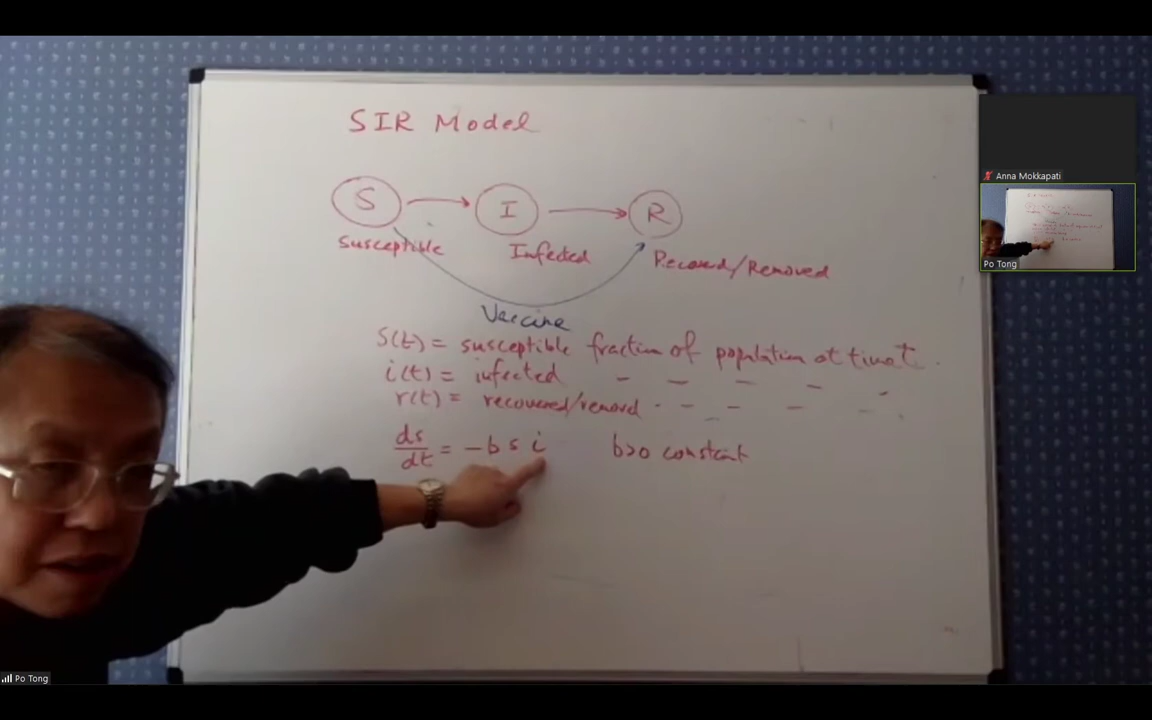 SIR Model
S → I → R
Susceptible Infected Recovered/Removed
Vaccine
s(t) = susceptible fraction of population at time t.
i(t) = infected – – – – –
r(t) = recovered/removed - - – – - -
ds/dt = -b s i b>0 constant
Anna Mokkapati
Po Tong
Po Tong